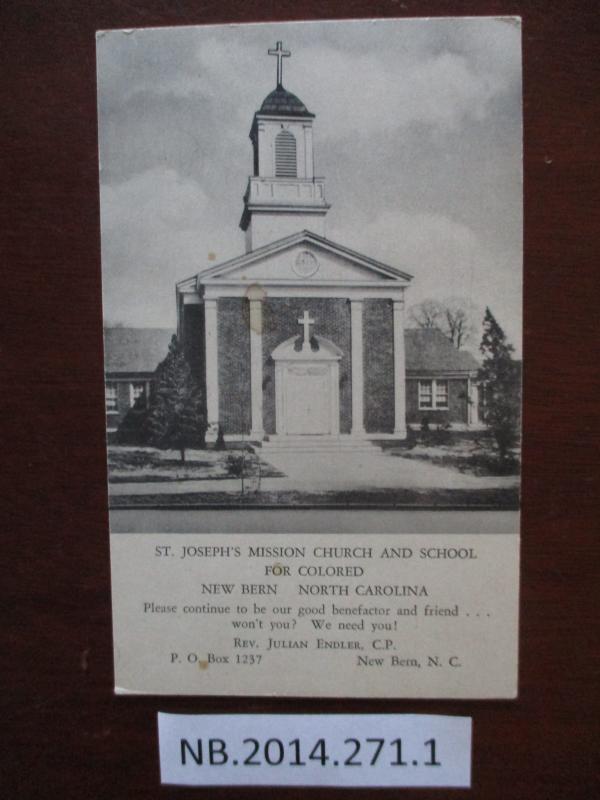 ST. JOSEPH'S MISSION CHURCH AND SCHOOL
FOR COLORED
NEW BERN NORTH CAROLINA
Please continue to be our good benefactor and friend . . .
won't you? We need you!
REV. JULIAN ENDLER, C.P.
P. O. Box 1237 New Bern, N. C.
NB.2014.271.1